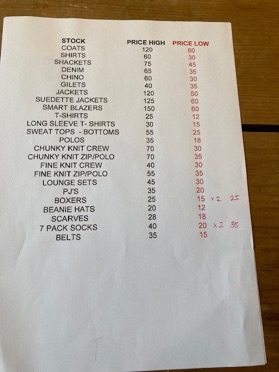 STOCK PRICE HIGH PRICE LOW
COATS 120 60
SHIRTS 60 30
SHACKETS 75 45
DENIM 65 35
CHINO 60 30
GILETS 40 35
JACKETS 120 50
SUEDETTE JACKETS 125 60
SMART BLAZERS 150 60
T-SHIRTS 25 12
LONG SLEEVE T- SHIRTS 30 15
SWEAT TOPS - BOTTOMS 55 25
POLOS 35 18
CHUNKY KNIT CREW 70 30
CHUNKY KNIT ZIP/POLO 70 35
FINE KNIT CREW 40 30
FINE KNIT ZIP/POLO 55 35
LOUNGE SETS 45 30
PJ'S 35 20
BOXERS 25 15 x 2 25
BEANIE HATS 20 12
SCARVES 28 18
7 PACK SOCKS 40 20 x 2 35
BELTS 35 15